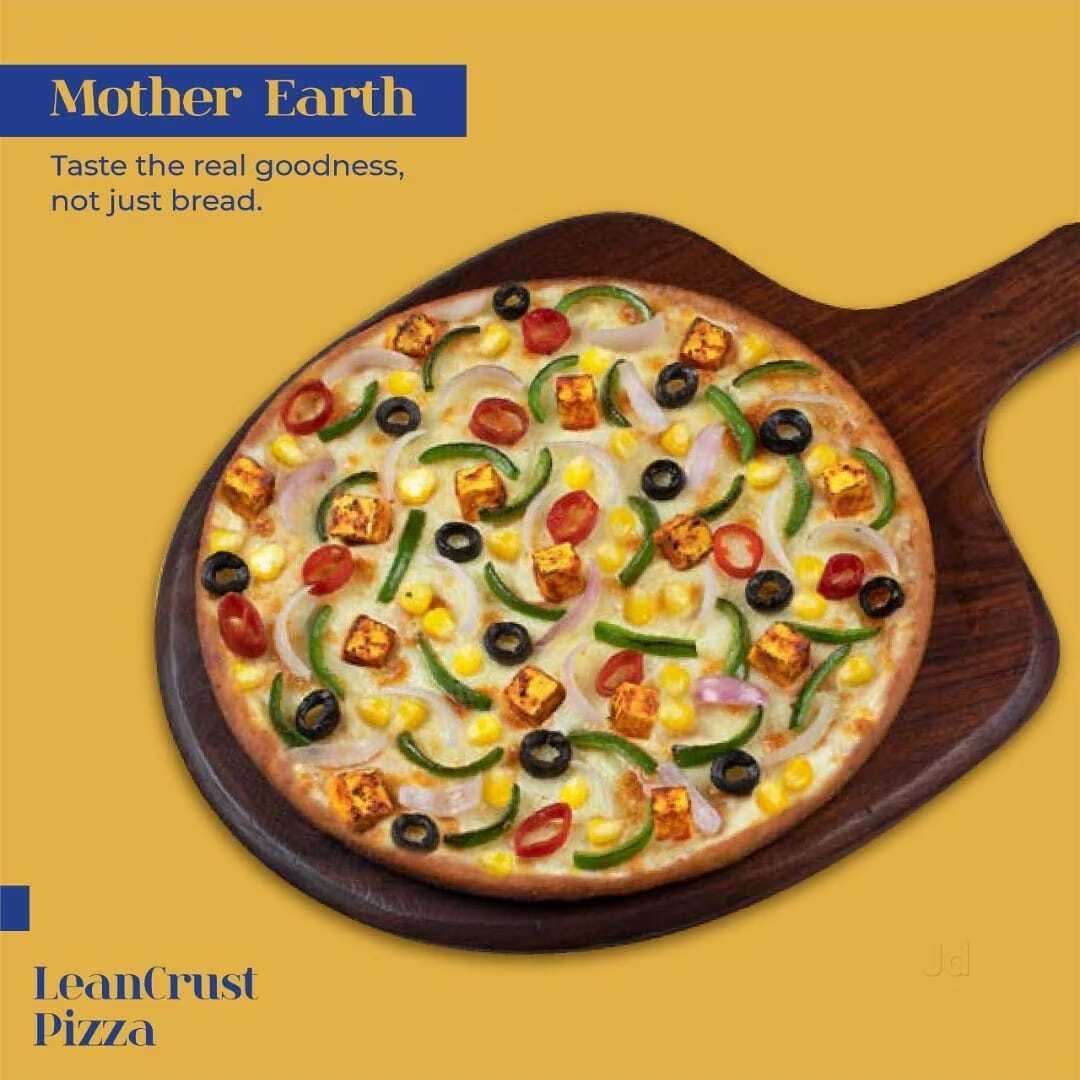 Mother Earth
Taste the real goodness,
not just bread.
Jd
LeanCrust
Pizza